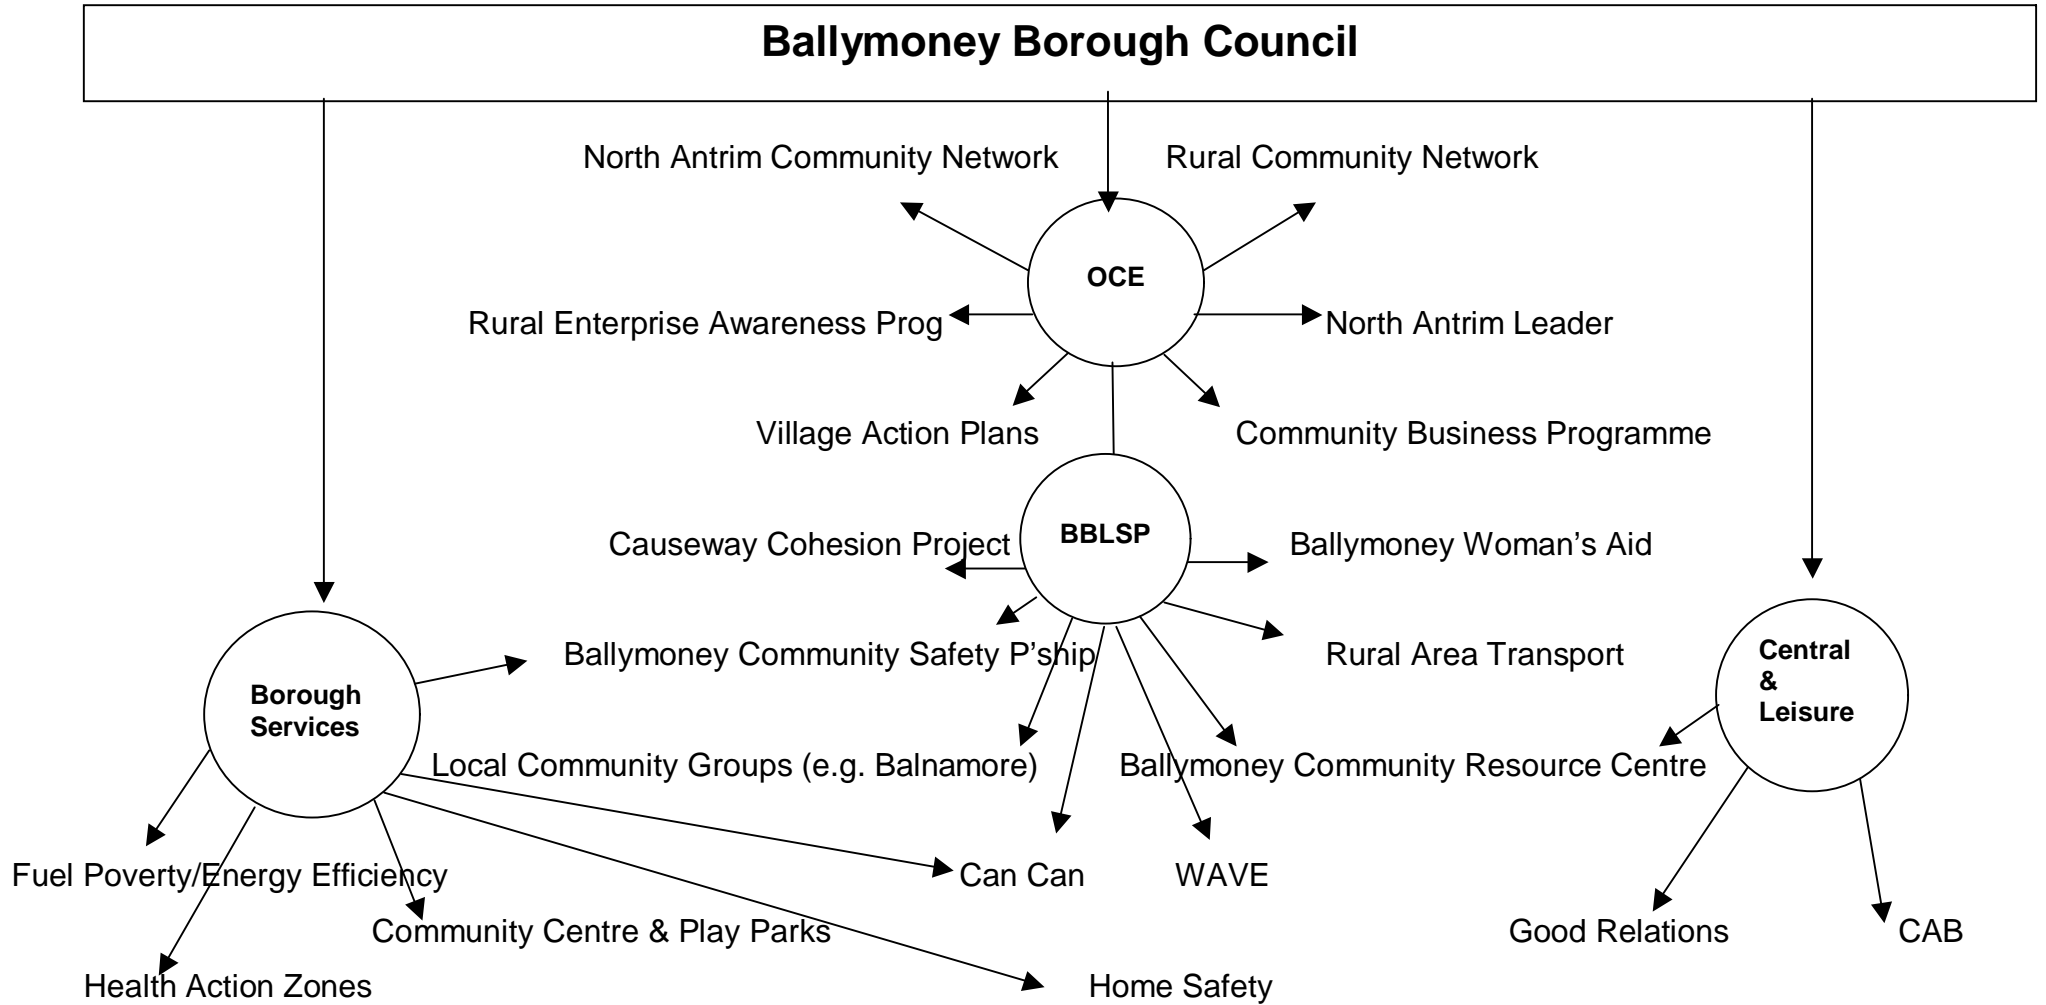 Ballymoney Borough Council
North Antrim Community Network
Rural Community Network
OCE
Rural Enterprise Awareness Prog
North Antrim Leader
Village Action Plans
Community Business Programme
BBLSP
Causeway Cohesion Project
Ballymoney Woman’s Aid
Ballymoney Community Safety P’ship
Rural Area Transport
Central
&
Leisure
Borough
Services
Local Community Groups (e.g. Balnamore)
Ballymoney Community Resource Centre
Fuel Poverty/Energy Efficiency
Can Can
WAVE
Community Centre & Play Parks
Good Relations
CAB
Health Action Zones
Home Safety